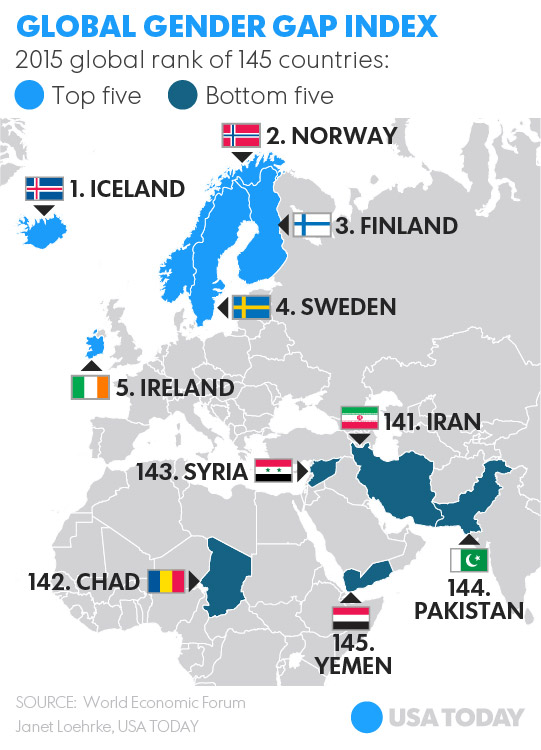 GLOBAL GENDER GAP INDEX
2015 global rank of 145 countries:
Top five Bottom five
2. NORWAY
1. ICELAND
3. FINLAND
4. SWEDEN
5. IRELAND
141. IRAN
143. SYRIA
142. CHAD
144.
PAKISTAN
145.
YEMEN
SOURCE: World Economic Forum
Janet Loehrke, USA TODAY
USA TODAY